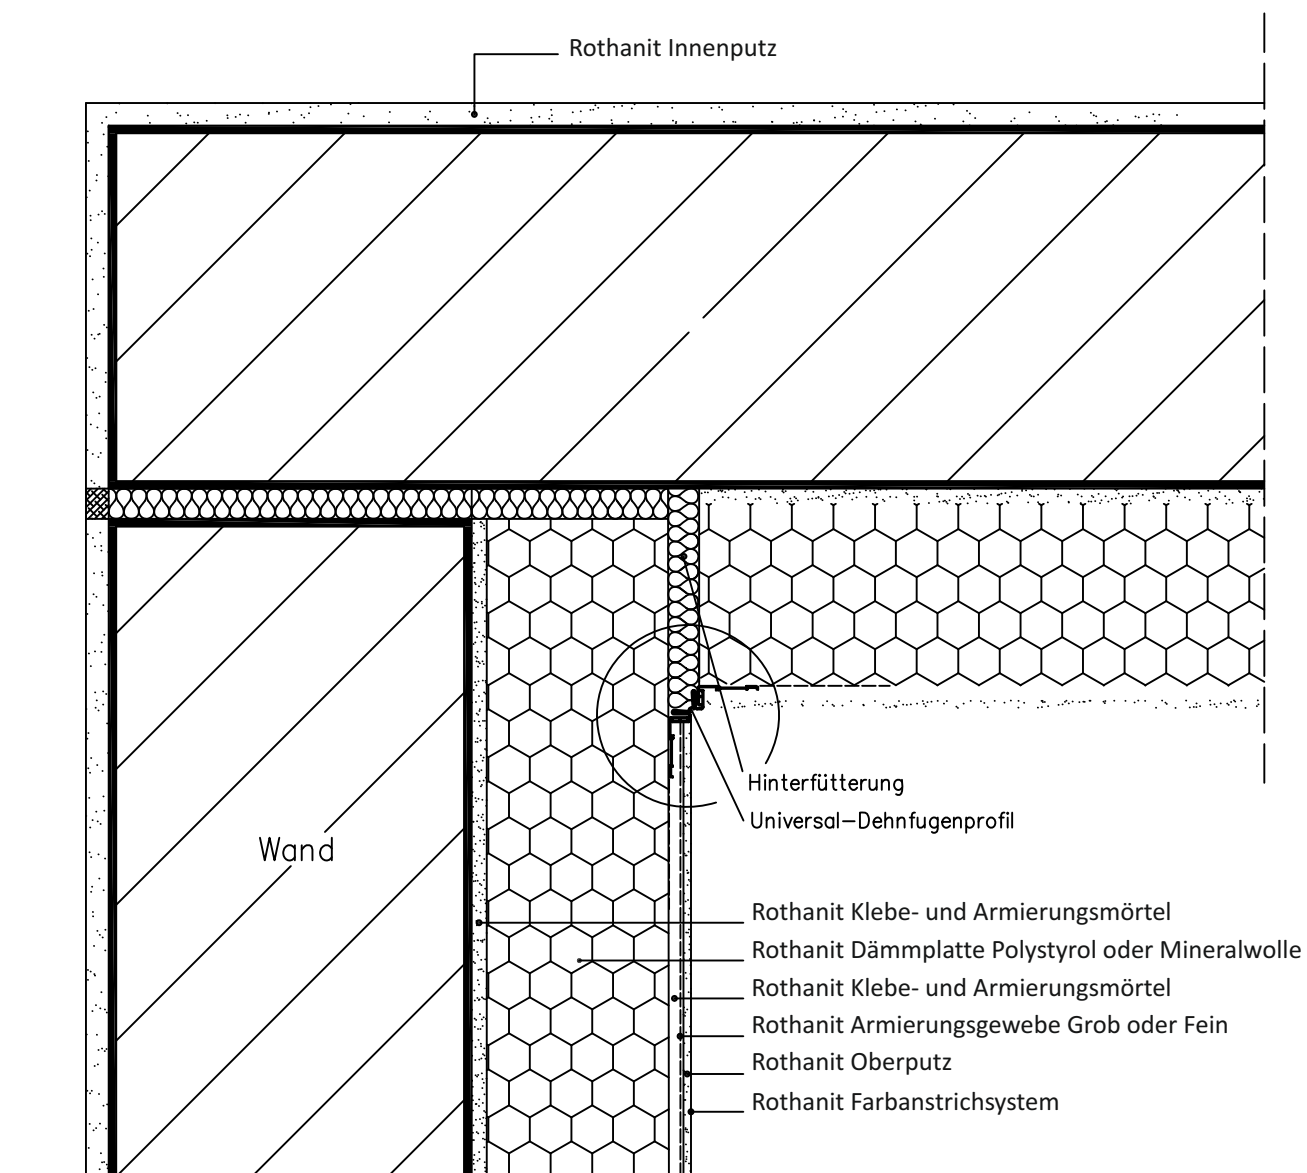 Rothanit Innenputz
Hinterfütterung
Universal-Dehnfugenprofil
Wand
Rothanit Klebe- und Armierungsmörtel
Rothanit Dämmplatte Polystyrol oder Mineralwolle
Rothanit Klebe- und Armierungsmörtel
Rothanit Armierungsgewebe Grob oder Fein
Rothanit Oberputz
Rothanit Farbanstrichsystem